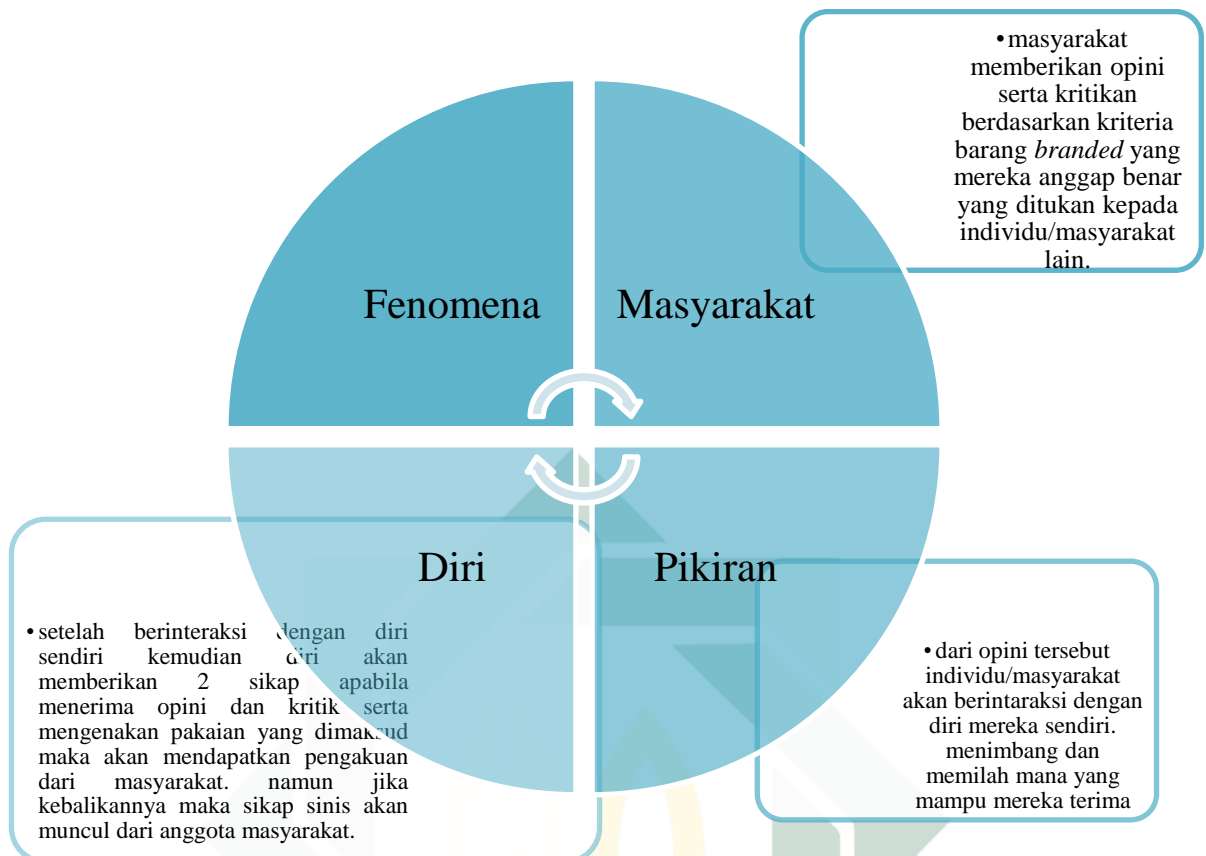 •masyarakat
memberikan opini
serta kritikan
berdasarkan kriteria
barang branded yang
mereka anggap benar
yang ditukan kepada
individu/masyarakat
lain.
Fenomena
Masyarakat
Diri
Pikiran
•setelah berinteraksi dengan diri
sendiri kemudian diri akan
memberikan 2 sikap apabila
menerima opini dan kritik serta
mengenakan pakaian yang dimaksud
maka akan mendapatkan pengakuan
dari masyarakat. namun jika
kebalikannya maka sikap sinis akan
muncul dari anggota masyarakat.
•dari opini tersebut
individu/masyarakat
akan berintaraksi dengan
diri mereka sendiri.
menimbang dan
memilah mana yang
mampu mereka terima